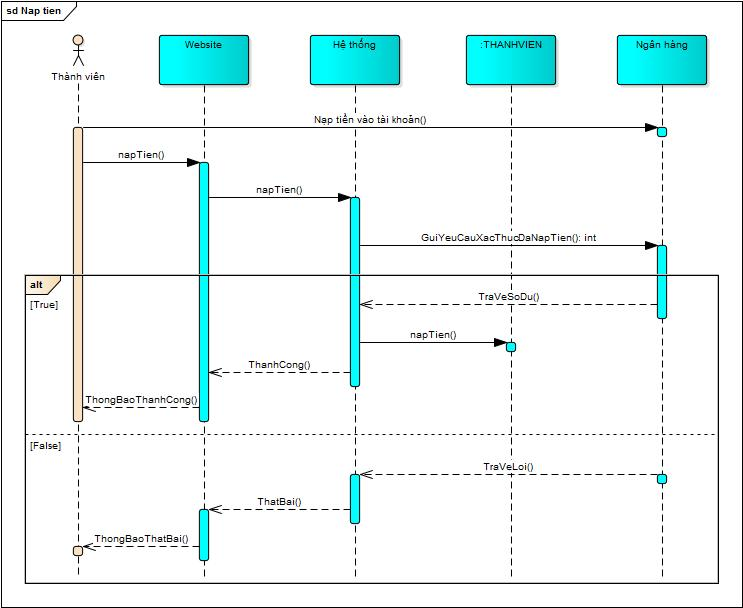 sd Nap tien
Website
Hệ thống
:THANHVIEN
Ngân hàng
Thành viên
Nạp tiền vào tài khoản()
napTien()
napTien()
GuiYeuCauXacThucDaNapTien(): int
alt
[True]
TraVeSoDu()
napTien()
ThanhCong()
ThongBaoThanhCong()
[False]
TraVeLoi()
ThatBai()
ThongBaoThatBai()